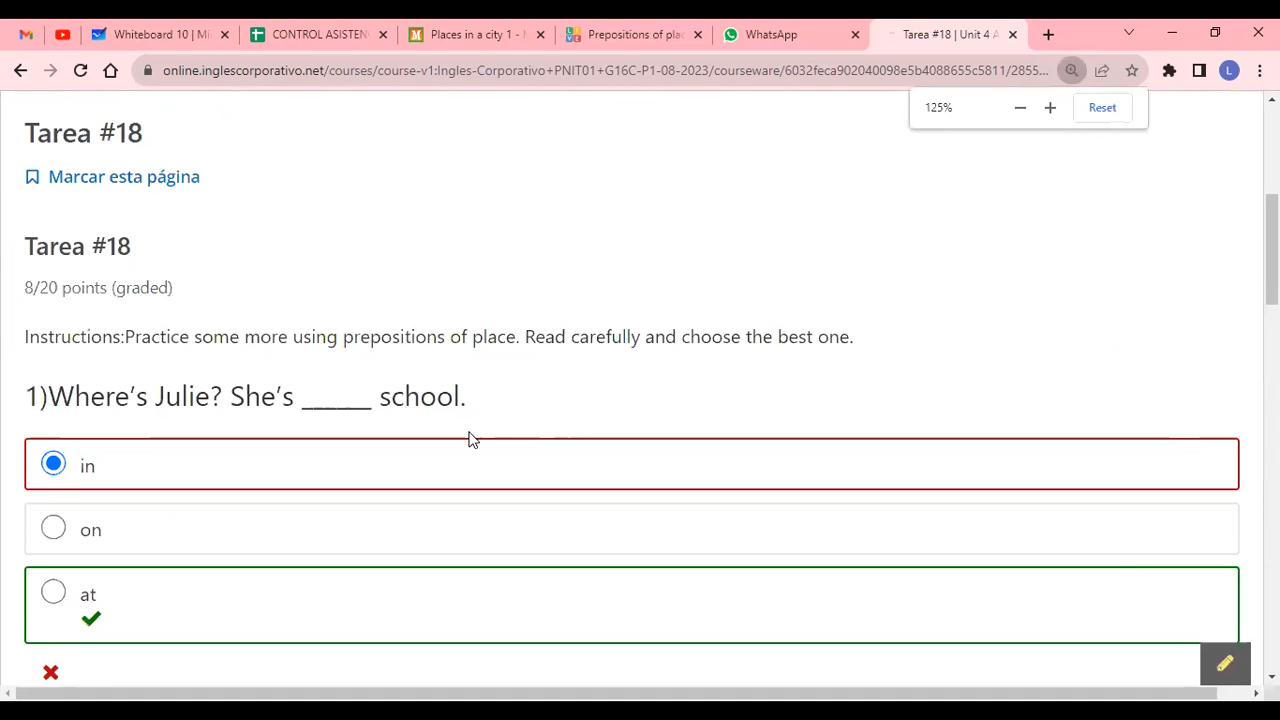 Whiteboard 10 | Mi
CONTROL ASISTEN
Places in a city 1 -
Prepositions of plac
WhatsApp
Tarea #18 | Unit 4 A
online.inglescorporativo.net/courses/course-v1:Ingles-Corporativo+PNIT01+G16C-P1-08-2023/courseware/6032feca902040098e5b4088655c5811/2855...
L
125%
Reset
Tarea #18
Marcar esta página
Tarea #18
8/20 points (graded)
Instructions:Practice some more using prepositions of place. Read carefully and choose the best one.
1)Where’s Julie? She’s ______ school.
in
on
at